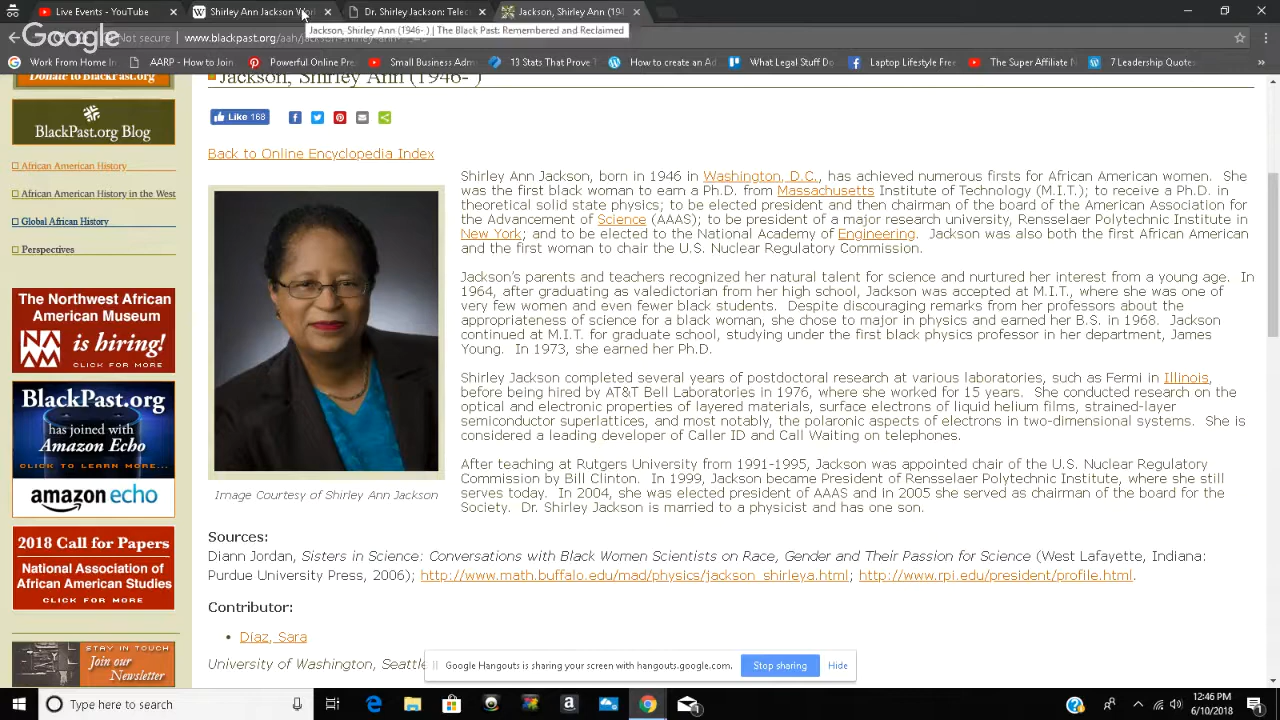 Live Events - YouTube
Shirley Jackson
Dr. Shirley Jackson: Tele
Jackson, Shirley Ann (194
Jackson, Shirley Ann (1946- ) | The Black Past: Remembered and Reclaimed
Google
Not secure
www.blackpast.org/aah/jackson-shirley-ann-
Work From Home
AARP - How to Join
Powerful Online Pre
Small Business Adm
13 Stats That Prove T
How to create an Ad
What Legal Stuff Do
Laptop Lifestyle Free
The Super Affiliate N
7 Leadership Quote
Donate to BlackPast.org
Jackson, Shirley Ann (1946- )
Like 168
BlackPast.org Blog
African American History
African American History in the West
Global African History
Perspectives
The Northwest African
American Museum
NAAM
is hiring!
CLICK FOR MORE
BlackPast.org
has joined with
Amazon Echo
CLICK TO LEARN MORE...
amazon echo
2018 Call for Papers
National Association of
African American Studies
CLICK FOR MORE
STAY IN TOUCH
Join our
Newsletter
Back to Online Encyclopedia Index
Image Courtesy of Shirley Ann Jackson
Shirley Ann Jackson, born in 1946 in Washington, D.C., has achieved numerous firsts for African American women. She
was the first black woman to earn a Ph.D. from Massachusetts Institute of Technology (M.I.T.); to receive a Ph.D. in
theoretical solid state physics; to be elected president and then chairman of the board of the American Association for
the Advancement of Science (AAAS); to be president of a major research university, Rensselaer Polytechnic Institute in
New York; and to be elected to the National Academy of Engineering. Jackson was also both the first African American
and the first woman to chair the U.S. Nuclear Regulatory Commission.
Jackson's parents and teachers recognized her natural talent for science and nurtured her interest from a young age. In
1964, after graduating as valedictorian from her high school, Jackson was accepted at M.I.T., where she was one of
very few women and even fewer black students. Despite discouraging remarks from her professors about the
appropriateness of science for a black woman, she chose to major in physics and earned her B.S. in 1968. Jackson
continued at M.I.T. for graduate school, studying under the first black physics professor in her department, James
Young. In 1973, she earned her Ph.D.
Shirley Jackson completed several years of postdoctoral research at various laboratories, such as Fermi in Illinois,
before being hired by AT&T Bell Laboratories in 1976, where she worked for 15 years. She conducted research on the
optical and electronic properties of layered materials, surface electrons of liquid helium films, strained-layer
semiconductor superlattices, and most notably, the polaronic aspects of electrons in two-dimensional systems. She is
considered a leading developer of Caller ID and Call Waiting on telephones.
After teaching at Rutgers University from 1991-1995, Jackson was appointed chair of the U.S. Nuclear Regulatory
Commission by Bill Clinton. In 1999, Jackson became President of Rensselaer Polytechnic Institute, where she still
serves today. In 2004, she was elected president of AAAS and in 2005 she served as chairman of the board for the
Society. Dr. Shirley Jackson is married to a physicist and has one son.
Sources:
Diann Jordan, Sisters in Science: Conversations with Black Women Scientists on Race, Gender and Their Passion for Science (West Lafayette, Indiana:
Purdue University Press, 2006); http://www.math.buffalo.edu/mad/physics/jackson_shirleya.html; http://www.rpi.edu/president/profile.html.
Contributor:
Díaz, Sara
University of Washington, Seattle
Google Hangouts is sharing your screen with hangouts.google.com.
Stop sharing
Hide
Type here to search
12:46 PM
6/10/2018